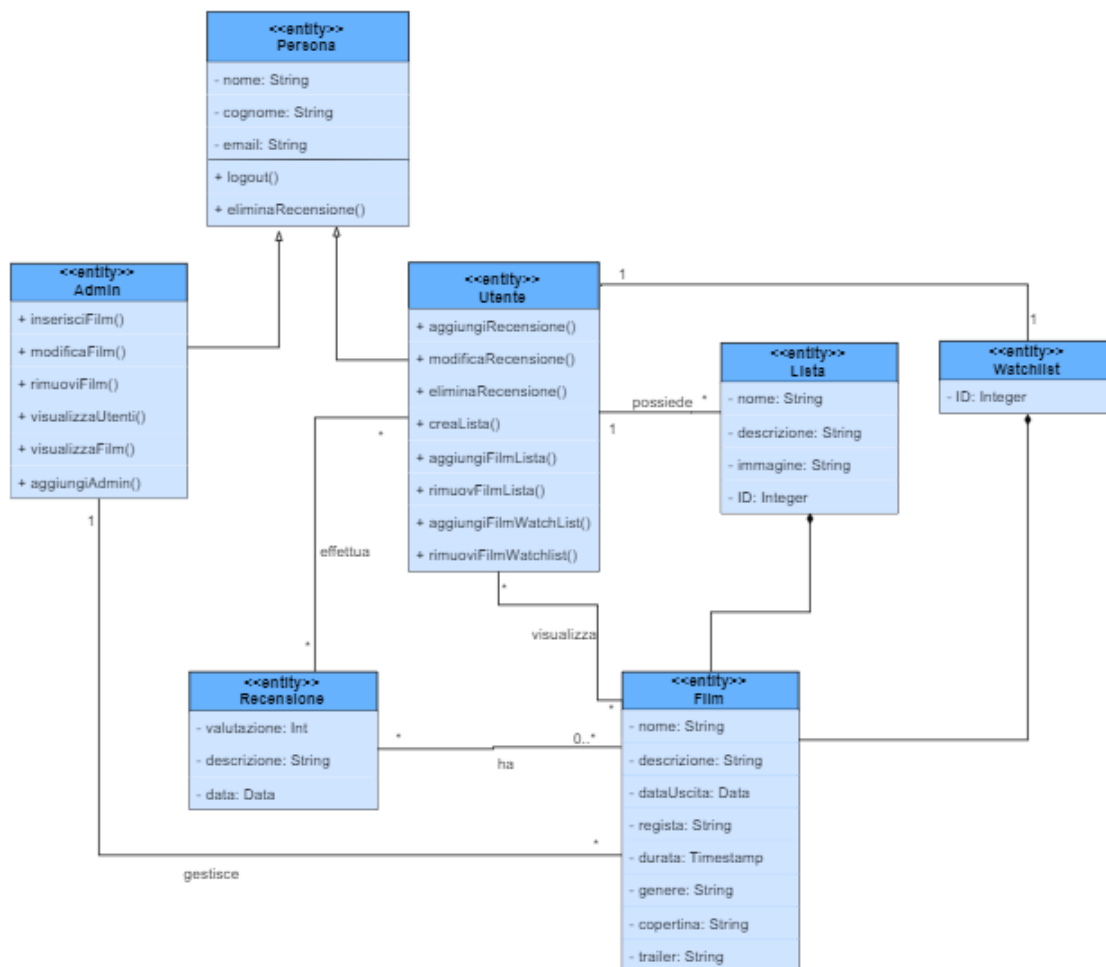 <<entity>>
Persona
- nome: String
- cognome: String
- email: String
+ logout()
+ eliminaRecensione()
<<entity>>
Admin
+ inserisciFilm()
+ modificaFilm()
+ rimuoviFilm()
+ visualizzaUtenti()
+ visualizzaFilm()
+ aggiungiAdmin()
1
<<entity>>
Utente
+ aggiungiRecensione()
+ modificaRecensione()
+ eliminaRecensione()
+ creaLista()
+ aggiungiFilmLista()
+ rimuovFilmLista()
+ aggiungiFilmWatchList()
+ rimuoviFilmWatchlist()
1
1
possiede *
1
<<entity>>
Lista
- nome: String
- descrizione: String
- immagine: String
- ID: Integer
<<entity>>
Watchlist
- ID: Integer
*
effettua
*
*
visualizza
*
<<entity>>
Recensione
- valutazione: Int
- descrizione: String
- data: Data
*
0..*
ha
<<entity>>
Film
- nome: String
- descrizione: String
- dataUscita: Data
- regista: String
- durata: Timestamp
- genere: String
- copertina: String
- trailer: String
*
gestisce